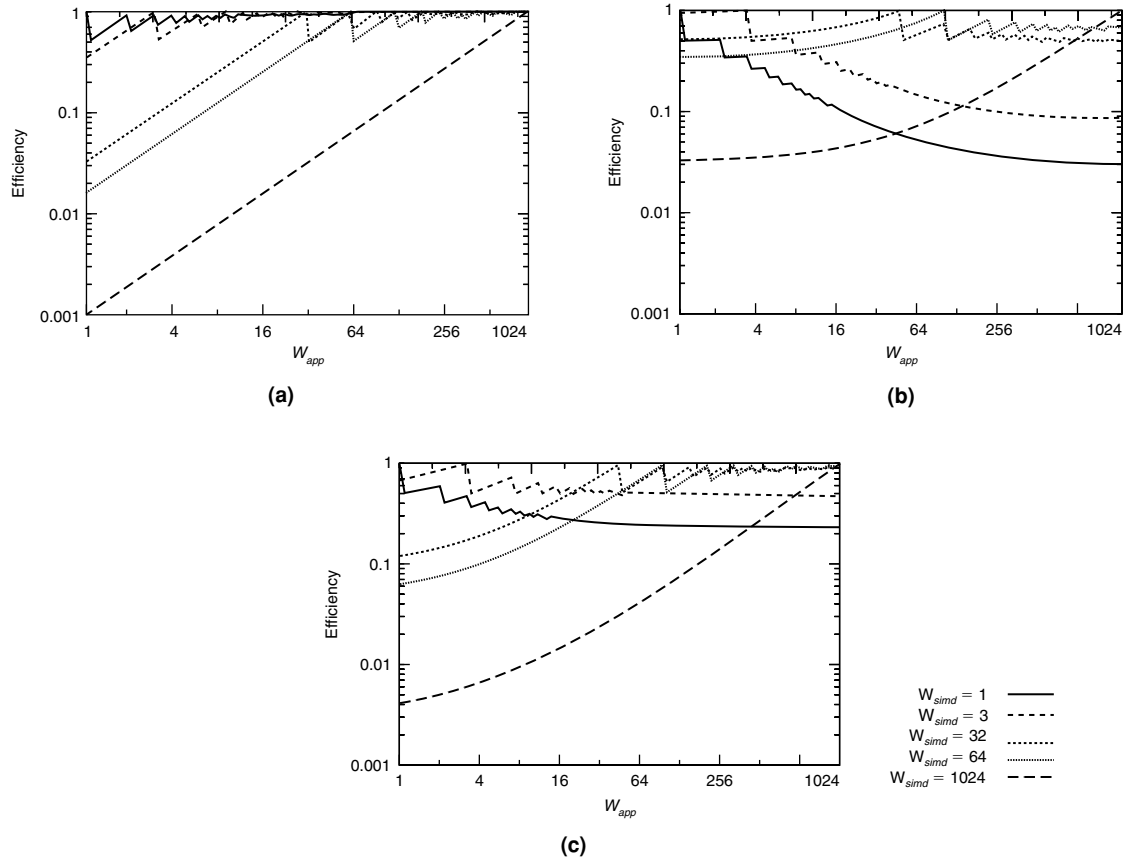 1
0.1
0.01
0.001
Efficiency
1 4 16 64 256 1024
W_app
(a)
1
0.1
0.01
0.001
Efficiency
1 4 16 64 256 1024
W_app
(b)
1
0.1
0.01
0.001
Efficiency
1 4 16 64 256 1024
W_app
(c)
W_simd = 1
W_simd = 3
W_simd = 32
W_simd = 64
W_simd = 1024